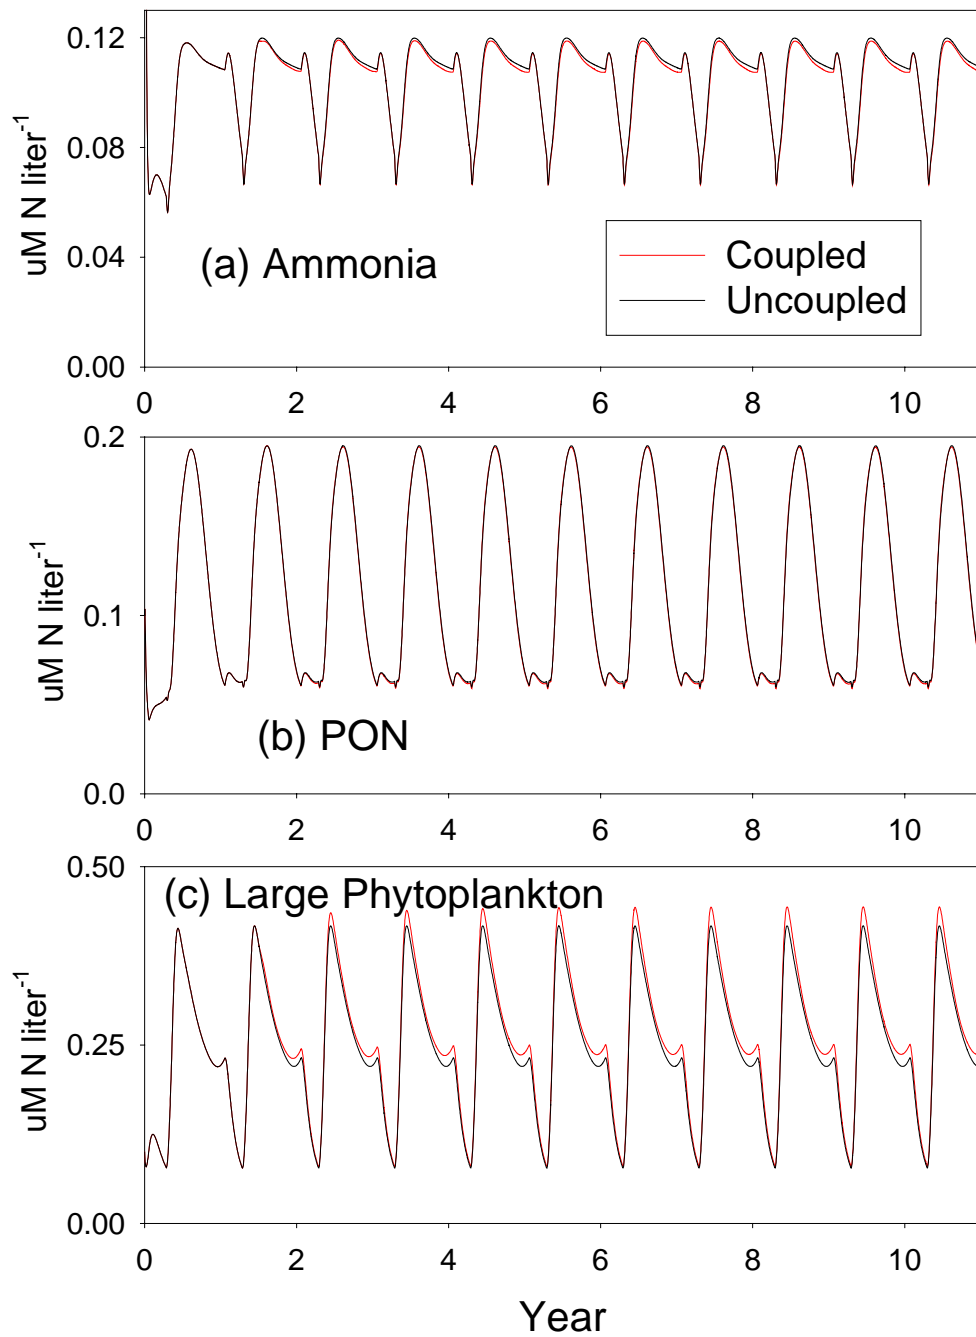 0.12
0.08
0.04
0.00
uM N liter-1
(a) Ammonia
Coupled
Uncoupled
0 2 4 6 8 10
0.2
0.1
0.0
uM N liter-1
(b) PON
0 2 4 6 8 10
0.50
0.25
0.00
uM N liter-1
(c) Large Phytoplankton
0 2 4 6 8 10
Year